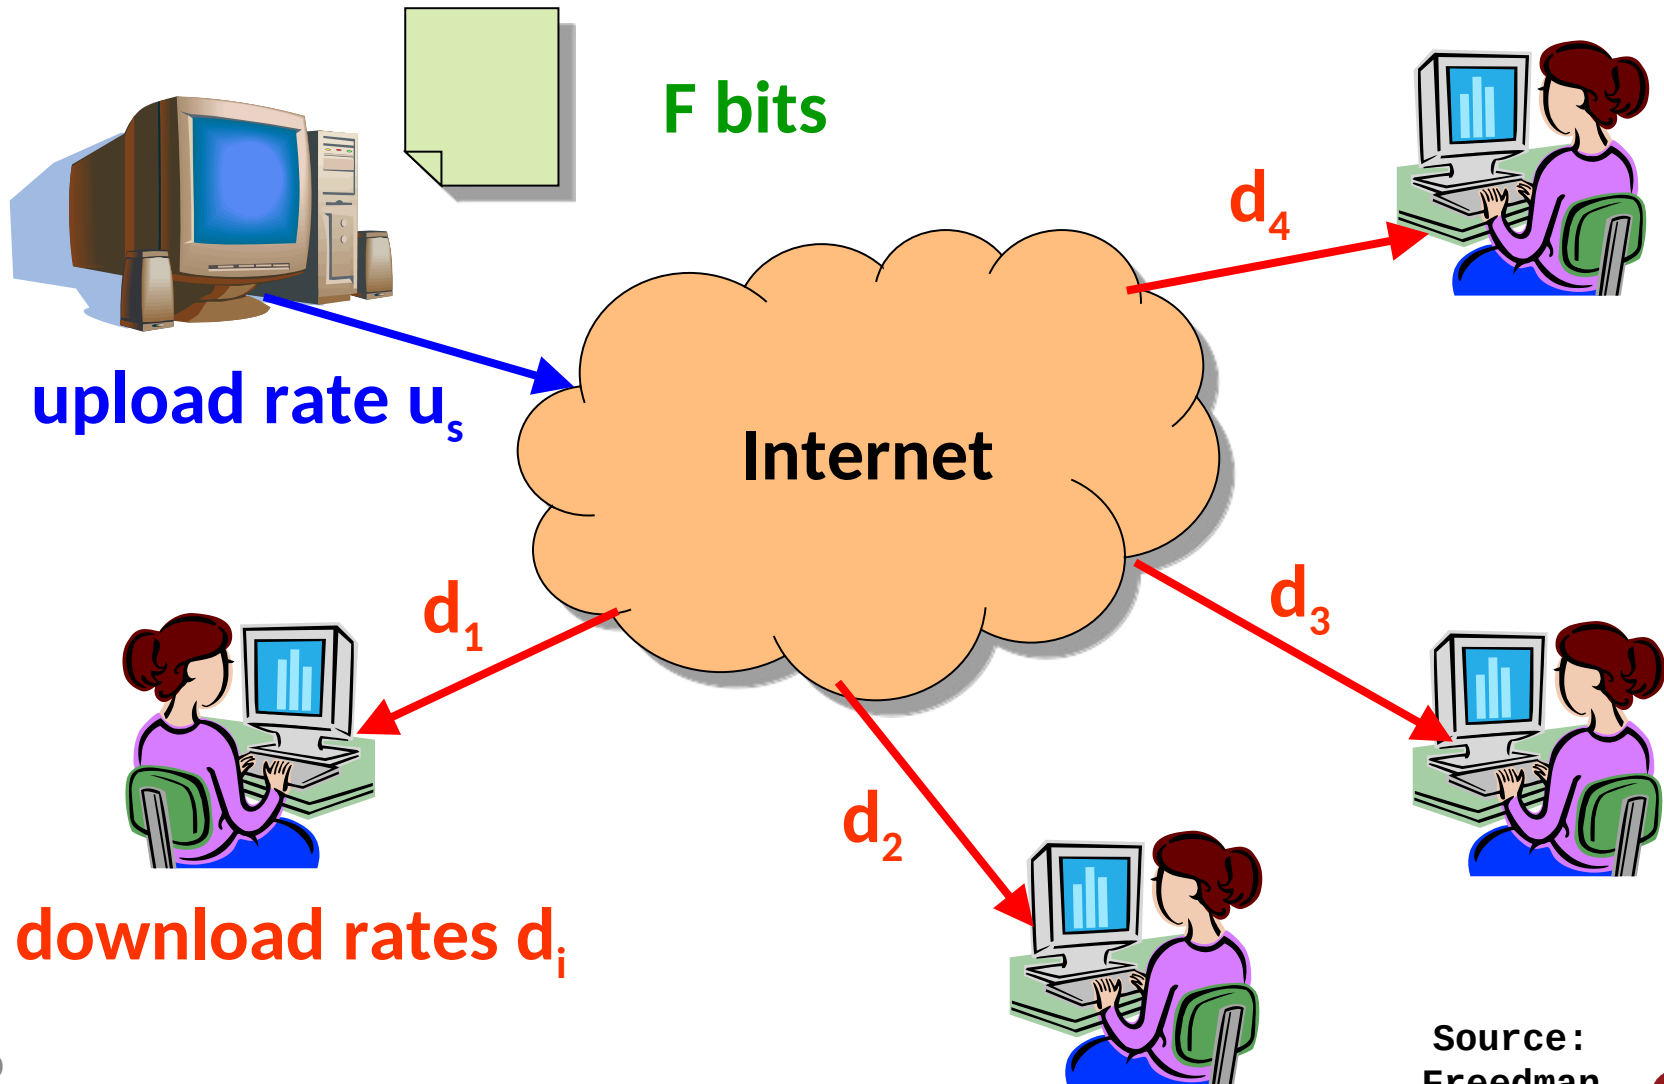 F bits
d4
upload rate us
Internet
d1
d3
d2
download rates di
Source:
Freedman